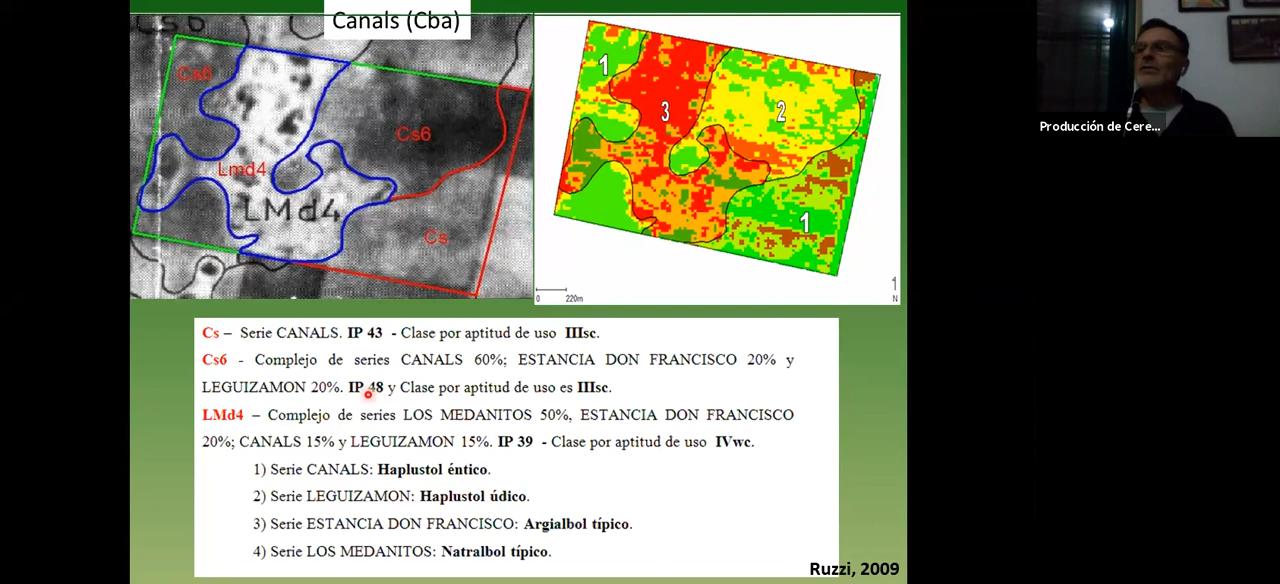 Canals (Cba)
Cs6
Cs6
Cs6
Lmd4
LMd4
Cs
1
3
2
1
0 220m
1
N
Producción de Cere...
Cs – Serie CANALS. IP 43 - Clase por aptitud de uso IIIsc.
Cs6 - Complejo de series CANALS 60%; ESTANCIA DON FRANCISCO 20% y
LEGUIZAMON 20%. IP 48 y Clase por aptitud de uso es IIIsc.
LMd4 – Complejo de series LOS MEDANITOS 50%, ESTANCIA DON FRANCISCO
20%; CANALS 15% y LEGUIZAMON 15%. IP 39 - Clase por aptitud de uso IVwc.
1) Serie CANALS: Haplustol éntico.
2) Serie LEGUIZAMON: Haplustol údico.
3) Serie ESTANCIA DON FRANCISCO: Argialbol típico.
4) Serie LOS MEDANITOS: Natralbol típico.
Ruzzi, 2009